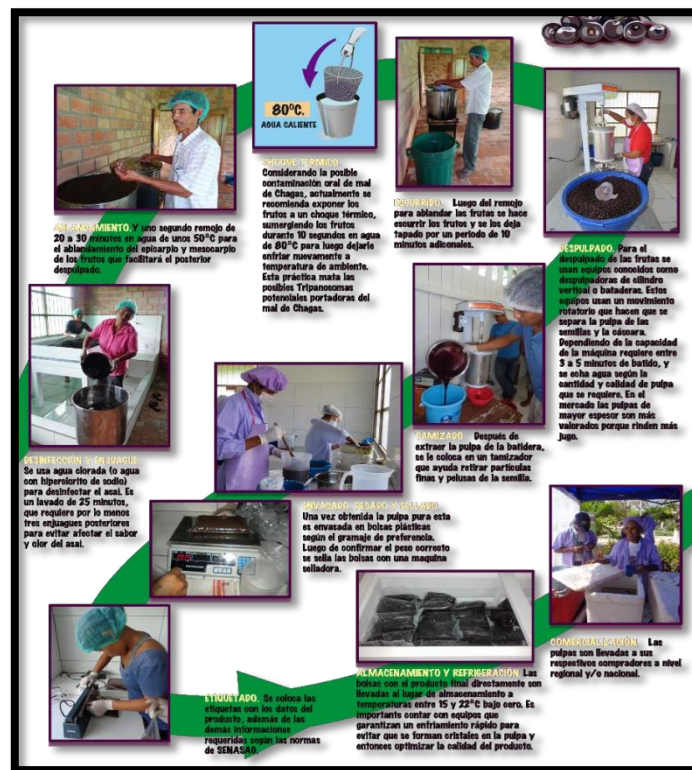 80ºC.
AGUA CALIENTE
CHOQUE TÉRMICO.
Considerando la posible
contaminación oral de mal
de Chagas, actualmente se
recomienda exponer los
frutos a un choque térmico,
sumergiendo los frutos
durante 10 segundos en agua
de 80ºC para luego dejarle
enfriar nuevamente a
temperatura de ambiente.
Esta práctica mata las
posibles Tripanosomas
potenciales portadoras del
mal de Chagas.
ABLANDAMIENTO. Y uno segundo remojo de
20 a 30 minutos en agua de unos 50ºC para
el ablandamiento del epicarpio y mesocarpio
de los frutos que facilitará el posterior
despulpado.
ESCURRIDO. Luego del remojo
para ablandar las frutas se hace
escurrir los frutos y se los deja
tapado por un periodo de 10
minutos adicionales.
DESPULPADO. Para el
despulpado de las frutas se
usan equipos conocidos como
despulpadoras de cilindro
vertical o batidoras. Estos
equipos usan un movimiento
rotatorio que hacen que se
separa la pulpa de las
semillas y la cáscara.
Dependiendo de la capacidad
de la máquina requiere entre
3 a 5 minutos de batido, y
se echa agua según la
cantidad y calidad de pulpa
que se requiere. En el
mercado las pulpas de
mayor espesor son más
valorados porque rinden más
jugo.
DESINFECCIÓN Y ENJUAGUE
Se usa agua clorada (o agua
con hiperclorito de sodio)
para desinfectar el asaí. Es
un lavado de 25 minutos,
que requiere por lo menos
tres enjuagues posteriores
para evitar afectar el sabor
y olor del asaí.
TAMIZADO. Después de
extraer la pulpa de la batidera,
se le coloca en un tamizador
que ayuda retirar partículas
finas y pelusas de la semilla.
ENVASADO, PESADO Y SELLADO.
Una vez obtenida la pulpa pura esta
es envasada en bolsas plásticas
según el gramaje de preferencia.
Luego de confirmar el peso correcto
se sella las bolsas con una maquina
selladora.
COMERCIALIZACIÓN. Las
pulpas son llevadas a sus
respectivos compradores a nivel
regional y/o nacional.
ETIQUETADO. Se coloca las
etiquetas con los datos del
producto, además de las
demás informaciones
requeridas según las normas
de SENASAG.
ALMACENAMIENTO Y REFRIGERACIÓN. Las
bolsas con el producto final directamente son
llevadas al lugar de almacenamiento a
temperaturas entre 15 y 22ºC bajo cero. Es
importante contar con equipos que
garantizan un enfriamiento rápido para
evitar que se forman cristales en la pulpa y
entonces optimizar la calidad del producto.